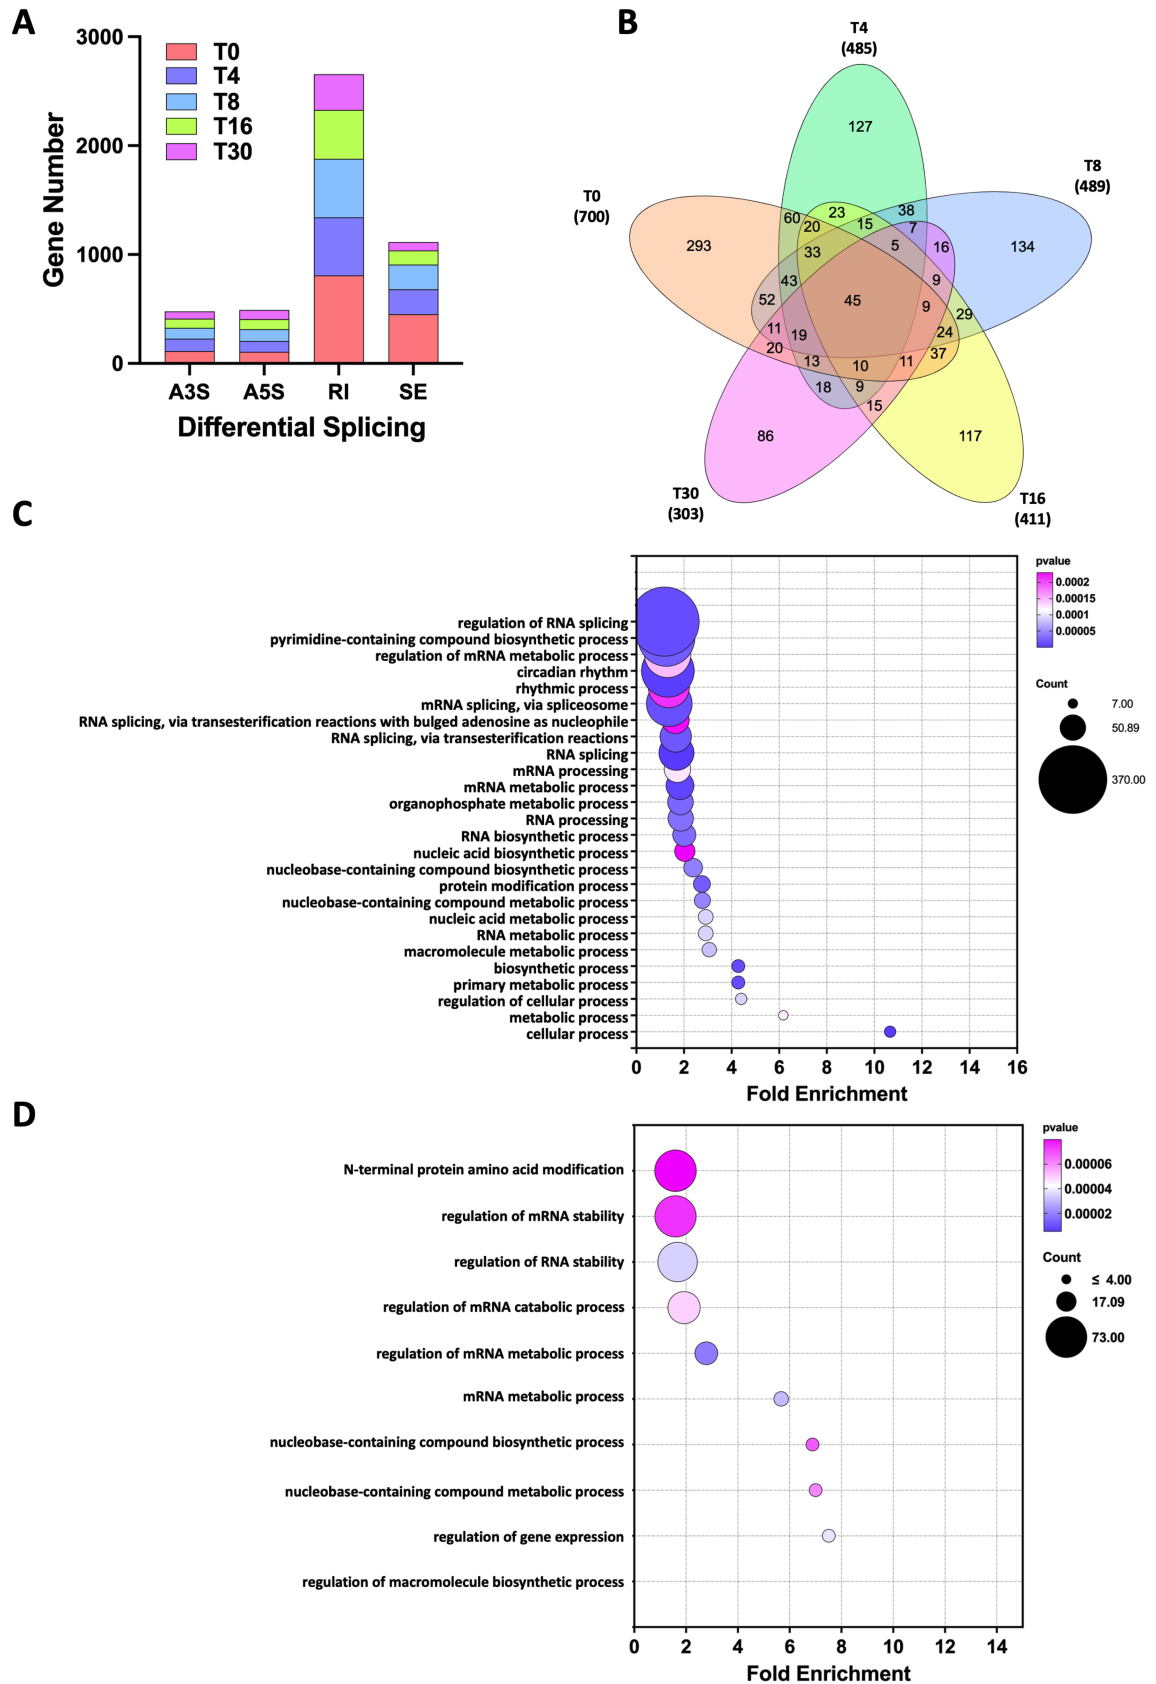 A
3000
2000
1000
0
Gene Number
T0
T4
T8
T16
T30
A3S A5S RI SE
Differential Splicing
B
T4
(485)
T8
(489)
T0
(700)
T30
(303)
T16
(411)
127
293
134
86
117
60
20
23
15
38
7
5
16
33
43
52
45
9
9
29
24
37
11
19
20
13
10
11
18
9
15
C
regulation of RNA splicing
pyrimidine-containing compound biosynthetic process
regulation of mRNA metabolic process
circadian rhythm
rhythmic process
mRNA splicing, via spliceosome
RNA splicing, via transesterification reactions with bulged adenosine as nucleophile
RNA splicing, via transesterification reactions
RNA splicing
mRNA processing
mRNA metabolic process
organophosphate metabolic process
RNA processing
RNA biosynthetic process
nucleic acid biosynthetic process
nucleobase-containing compound biosynthetic process
protein modification process
nucleobase-containing compound metabolic process
nucleic acid metabolic process
RNA metabolic process
macromolecule metabolic process
biosynthetic process
primary metabolic process
regulation of cellular process
metabolic process
cellular process
0 2 4 6 8 10 12 14 16
Fold Enrichment
pvalue
0.0002
0.00015
0.0001
0.00005
Count
7.00
50.89
370.00
D
N-terminal protein amino acid modification
regulation of mRNA stability
regulation of RNA stability
regulation of mRNA catabolic process
regulation of mRNA metabolic process
mRNA metabolic process
nucleobase-containing compound biosynthetic process
nucleobase-containing compound metabolic process
regulation of gene expression
regulation of macromolecule biosynthetic process
0 2 4 6 8 10 12 14
Fold Enrichment
pvalue
0.00006
0.00004
0.00002
Count
≤ 4.00
17.09
73.00